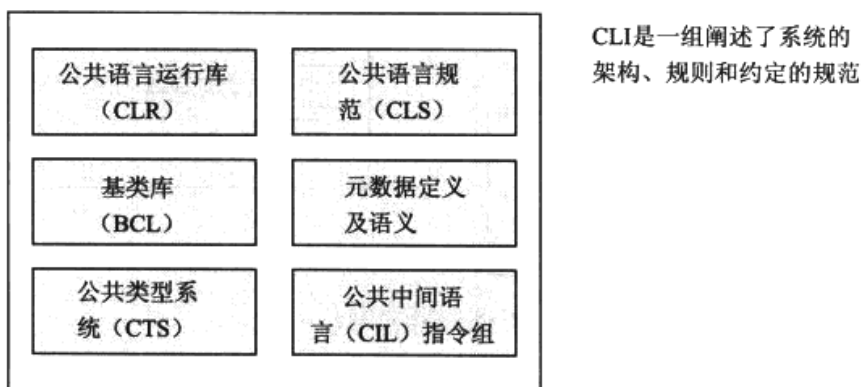 公共语言运行库
（CLR）
公共语言规
范（CLS）
基类库
（BCL）
元数据定义
及语义
公共类型系
统（CTS）
公共中间语
言（CIL）指令组
CLI是一组阐述了系统的
架构、规则和约定的规范